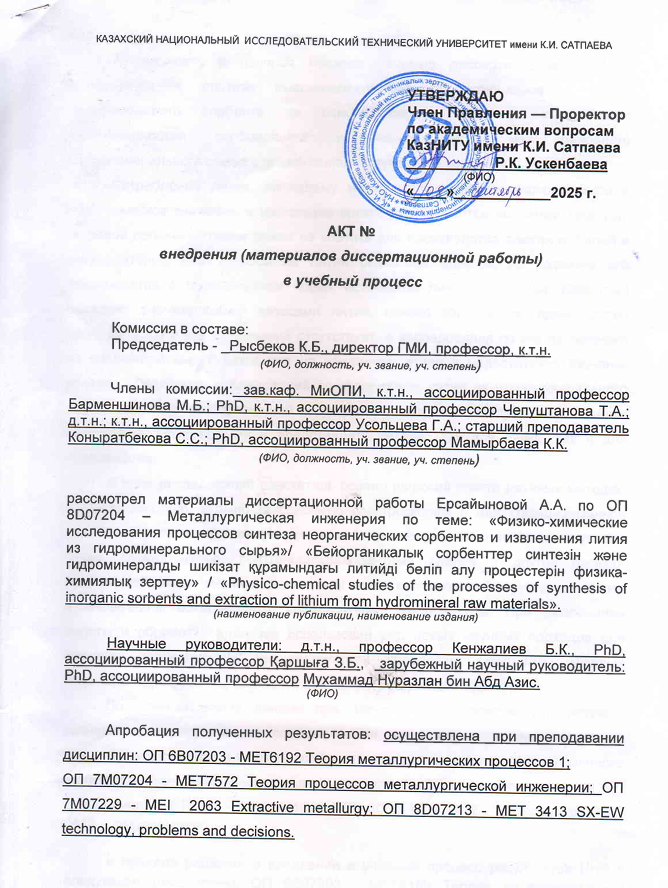 КАЗАХСКИЙ НАЦИОНАЛЬНЫЙ ИССЛЕДОВАТЕЛЬСКИЙ ТЕХНИЧЕСКИЙ УНИВЕРСИТЕТ имени К.И. САТПАЕВА
УТВЕРЖДАЮ
Член Правления — Проректор
по академическим вопросам
КазНИТУ имени К.И. Сатпаева
Р.К. Ускенбаева
(ФИО)
« » 2025 г.
АКТ №
внедрения (материалов диссертационной работы)
в учебный процесс
Комиссия в составе:
Председатель - Рысбеков К.Б., директор ГМИ, профессор, к.т.н.
(ФИО, должность, уч. звание, уч. степень)
Члены комиссии: зав.каф. МиОПИ, к.т.н., ассоциированный профессор
Барменшинова М.Б.; PhD, к.т.н., ассоциированный профессор Чепуштанова Т.А.;
д.т.н.; к.т.н., ассоциированный профессор Усольцева Г.А.; старший преподаватель
Коныратбекова С.С.; PhD, ассоциированный профессор Мамырбаева К.К.
(ФИО, должность, уч. звание, уч. степень)
рассмотрел материалы диссертационной работы Ерсайыновой А.А. по ОП
8D07204 – Металлургическая инженерия по теме: «Физико-химические
исследования процессов синтеза неорганических сорбентов и извлечения лития
из гидроминерального сырья»/ «Бейорганикалық сорбенттер синтезін және
гидроминералды шикізат құрамындағы литийді бөліп алу процестерін физика-
химиялық зерттеу» / «Physico-chemical studies of the processes of synthesis of
inorganic sorbents and extraction of lithium from hydromineral raw materials».
(наименование публикации, наименование издания)
Научные руководители: д.т.н., профессор Кенжалиев Б.К., PhD,
ассоциированный профессор Қаршыға З.Б., зарубежный научный руководитель:
PhD, ассоциированный профессор Мухаммад Нуразлан бин Абд Азис.
(ФИО)
Апробация полученных результатов: осуществлена при преподавании
дисциплин: ОП 6В07203 - МЕТ6192 Теория металлургических процессов 1;
ОП 7М07204 - МЕТ7572 Теория процессов металлургической инженерии; ОП
7М07229 - MEI 2063 Extractive metallurgy; ОП 8D07213 - MET 3413 SX-EW
technology, problems and decisions.